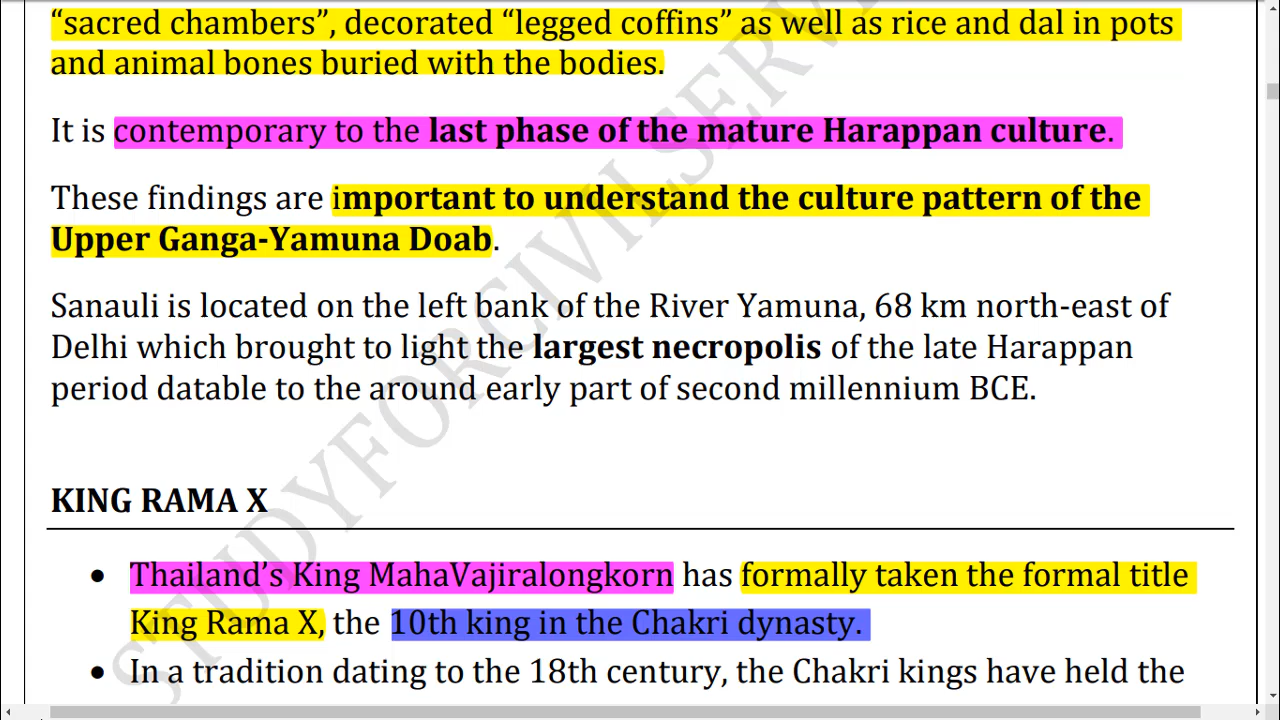 “sacred chambers”, decorated “legged coffins” as well as rice and dal in pots
and animal bones buried with the bodies.
It is contemporary to the last phase of the mature Harappan culture.
These findings are important to understand the culture pattern of the
Upper Ganga-Yamuna Doab.
Sanauli is located on the left bank of the River Yamuna, 68 km north-east of
Delhi which brought to light the largest necropolis of the late Harappan
period datable to the around early part of second millennium BCE.
KING RAMA X
• Thailand’s King MahaVajiralongkorn has formally taken the formal title
King Rama X, the 10th king in the Chakri dynasty.
• In a tradition dating to the 18th century, the Chakri kings have held the
STUDYFORCIVILSERVI